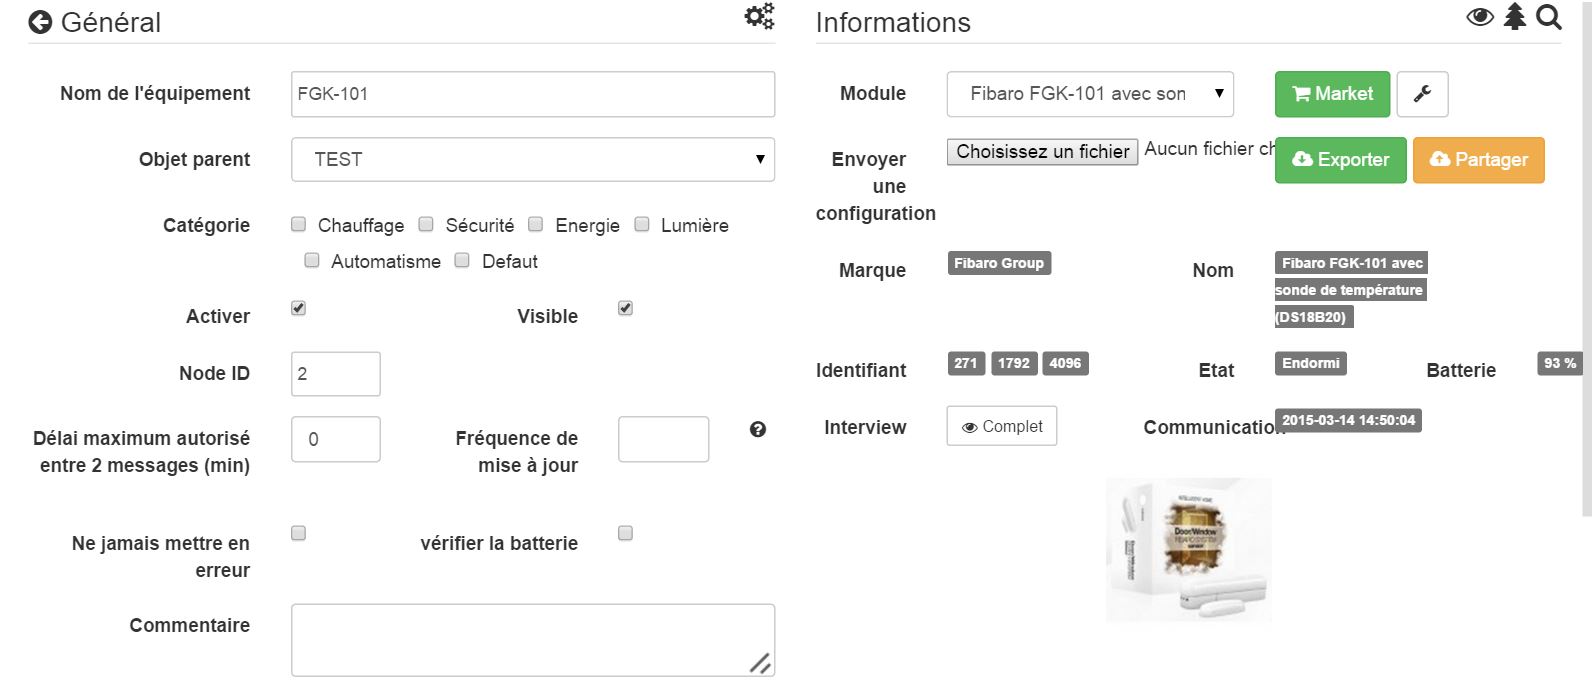 Général
Nom de l'équipement
FGK-101
Objet parent
TEST
Catégorie
Chauffage Sécurité Energie Lumière
Automatisme Defaut
Activer
Visible
Node ID
2
Délai maximum autorisé
entre 2 messages (min)
0
Fréquence de
mise à jour
Ne jamais mettre en
erreur
vérifier la batterie
Commentaire
Informations
Module
Fibaro FGK-101 avec son
Market
Envoyer
une
configuration
Choisissez un fichier
Aucun fichier ch
Exporter
Partager
Marque
Fibaro Group
Nom
Fibaro FGK-101 avec
sonde de température
(DS18B20)
Identifiant
271 1792 4096
Etat
Endormi
Batterie
93 %
Interview
Complet
Communication
2015-03-14 14:50:04
Door/Window